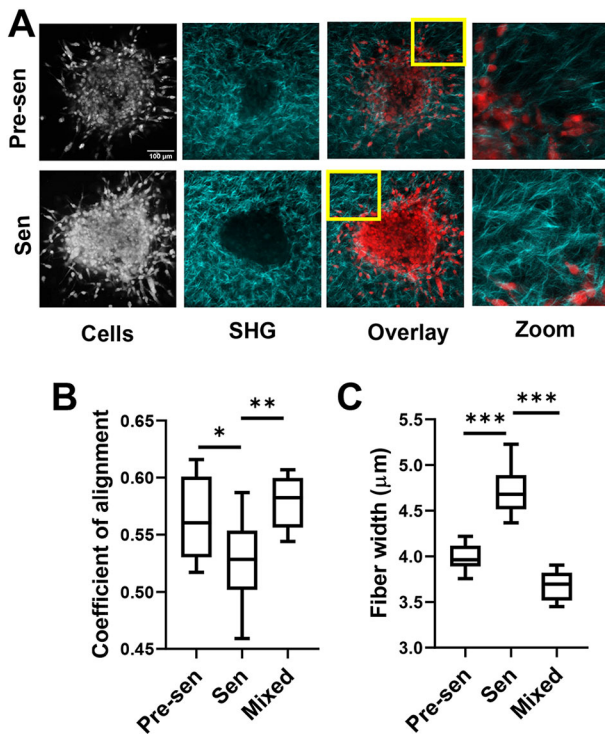 A
Pre-sen
100 μm
Sen
Cells SHG Overlay Zoom
B
Coefficient of alignment
0.65
0.60
0.55
0.50
0.45
*
**
Pre-sen Sen Mixed
C
Fiber width (μm)
5.5
5.0
4.5
4.0
3.5
3.0
***
***
Pre-sen Sen Mixed